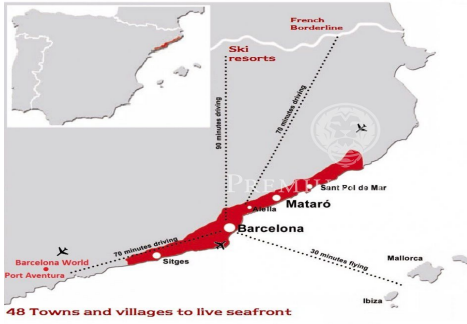 French
Borderline
Ski
resorts
90 minutes driving
70 minutes driving
PREMIU
Sant Pol de Mar
Alella
Mataró
Barcelona
70 minutes driving
30 minutes flying
Barcelona World
Port Aventura
Sitges
Mallorca
Ibiza
48 Towns and villages to live seafront